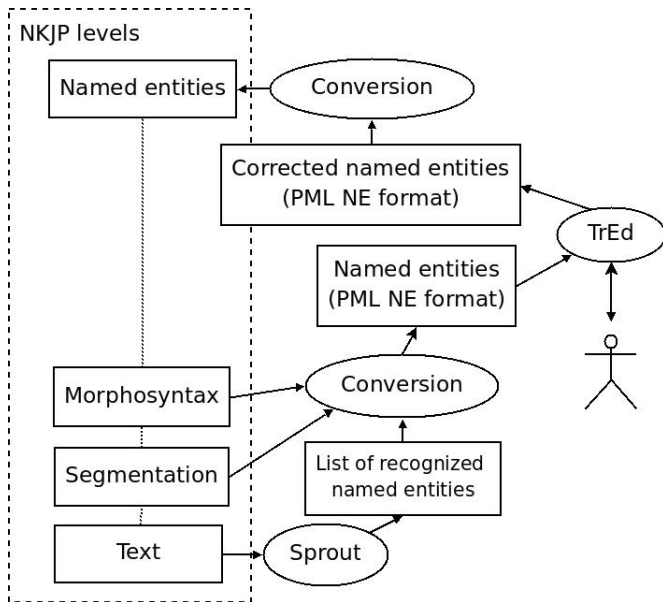 NKJP levels
Named entities
Conversion
Corrected named entities
(PML NE format)
TrEd
Named entities
(PML NE format)
Morphosyntax
Conversion
Segmentation
List of recognized
named entities
Text
Sprout